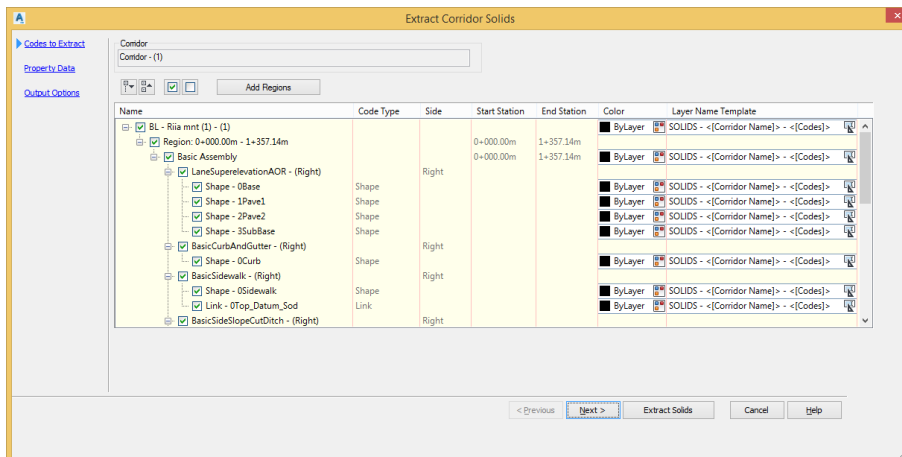 Extract Corridor Solids
Codes to Extract
Property Data
Output Options
Corridor
Corridor - (1)
Add Regions
Name Code Type Side Start Station End Station Color Layer Name Template
BL - Riia mnt (1) - (1) ByLayer SOLIDS - <[Corridor Name]> - <[Codes]>
Region: 0+000.00m - 1+357.14m 0+000.00m 1+357.14m
Basic Assembly 0+000.00m 1+357.14m ByLayer SOLIDS - <[Corridor Name]> - <[Codes]>
LaneSuperelevationAOR - (Right) Right
Shape - 0Base Shape ByLayer SOLIDS - <[Corridor Name]> - <[Codes]>
Shape - 1Pave1 Shape ByLayer SOLIDS - <[Corridor Name]> - <[Codes]>
Shape - 2Pave2 Shape ByLayer SOLIDS - <[Corridor Name]> - <[Codes]>
Shape - 3SubBase Shape ByLayer SOLIDS - <[Corridor Name]> - <[Codes]>
BasicCurbAndGutter - (Right) Right
Shape - 0Curb Shape ByLayer SOLIDS - <[Corridor Name]> - <[Codes]>
BasicSidewalk - (Right) Right
Shape - 0Sidewalk Shape ByLayer SOLIDS - <[Corridor Name]> - <[Codes]>
Link - 0Top_Datum_Sod Link ByLayer SOLIDS - <[Corridor Name]> - <[Codes]>
BasicSideSlopeCutDitch - (Right) Right
< Previous Next > Extract Solids Cancel Help